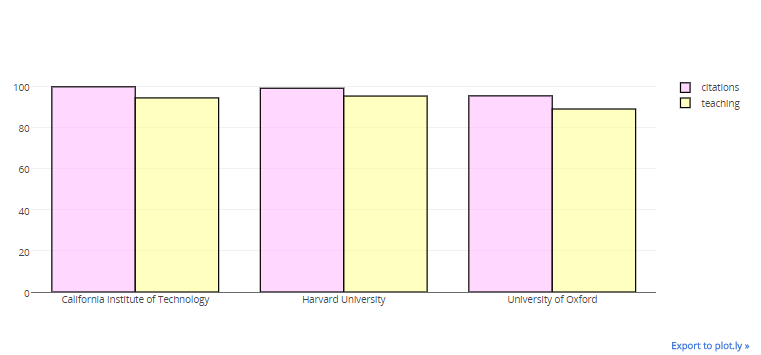 100
80
60
40
20
0
California Institute of Technology
Harvard University
University of Oxford
citations
teaching
Export to plot.ly »